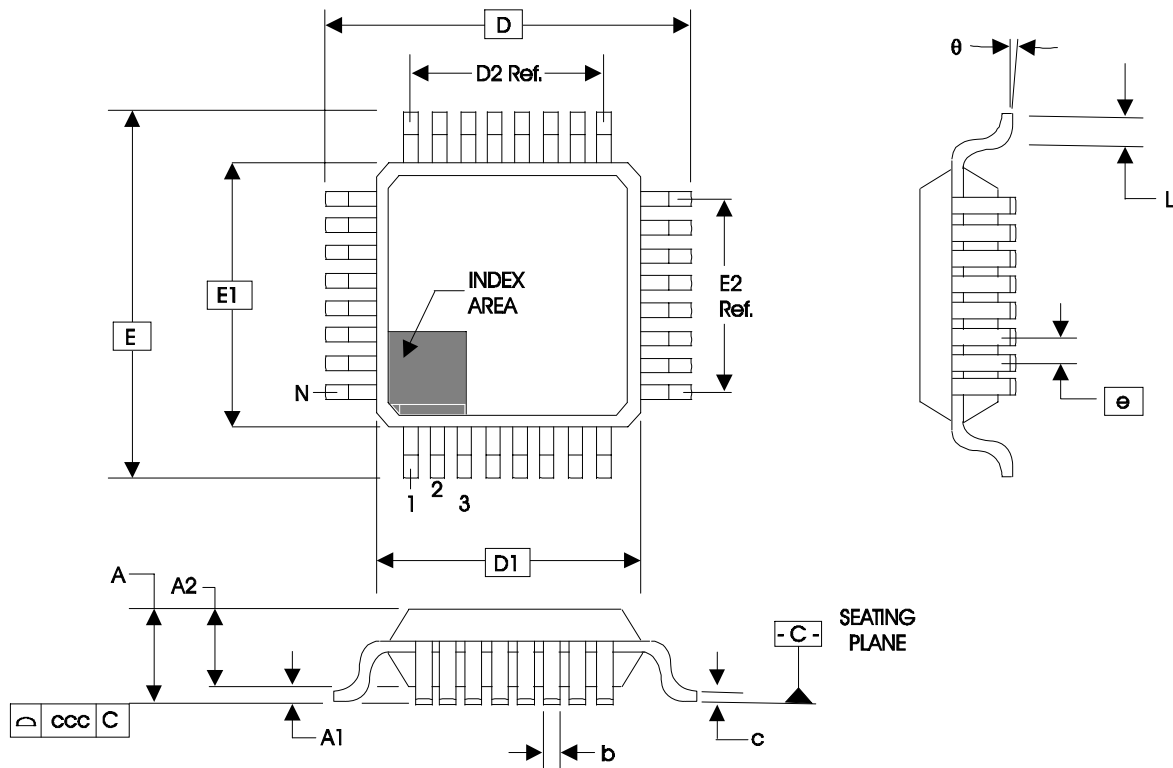 D
D2 Ref.
θ
L
E1
E
INDEX
AREA
E2
Ref.
N
e
1
2
3
D1
A
A2
- C -
SEATING
PLANE
ccc C
A1
b
c